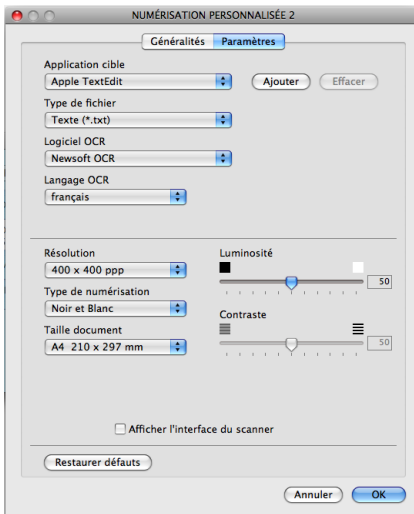 NUMÉRISATION PERSONNALISÉE 2
Généralités Paramètres
Application cible
Apple TextEdit Ajouter Effacer
Type de fichier
Texte (*.txt)
Logiciel OCR
Newsoft OCR
Langage OCR
français
Résolution Luminosité
400 x 400 ppp 50
Type de numérisation
Noir et Blanc Contraste
Taille document
A4 210 x 297 mm 50
Afficher l'interface du scanner
Restaurer défauts
Annuler OK